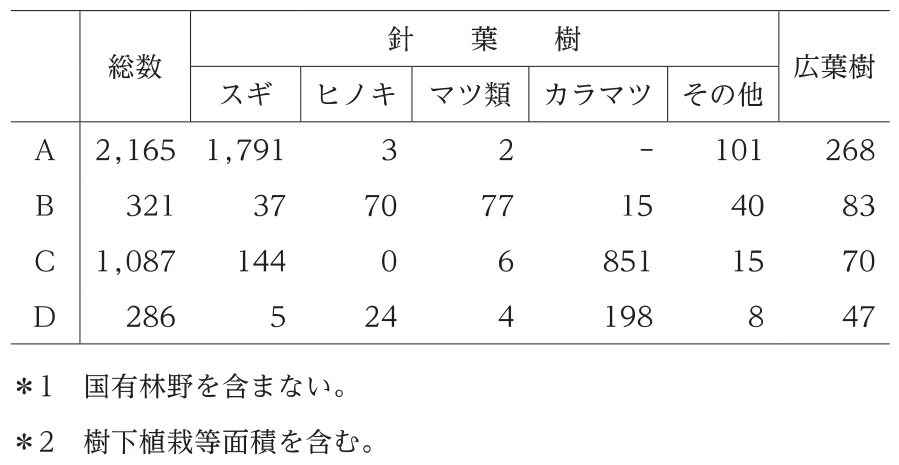 総数 針葉樹 広葉樹
スギ ヒノキ マツ類 カラマツ その他
A 2,165 1,791 3 2 - 101 268
B 321 37 70 77 15 40 83
C 1,087 144 0 6 851 15 70
D 286 5 24 4 198 8 47
*1 国有林野を含まない。
*2 樹下植栽等面積を含む。